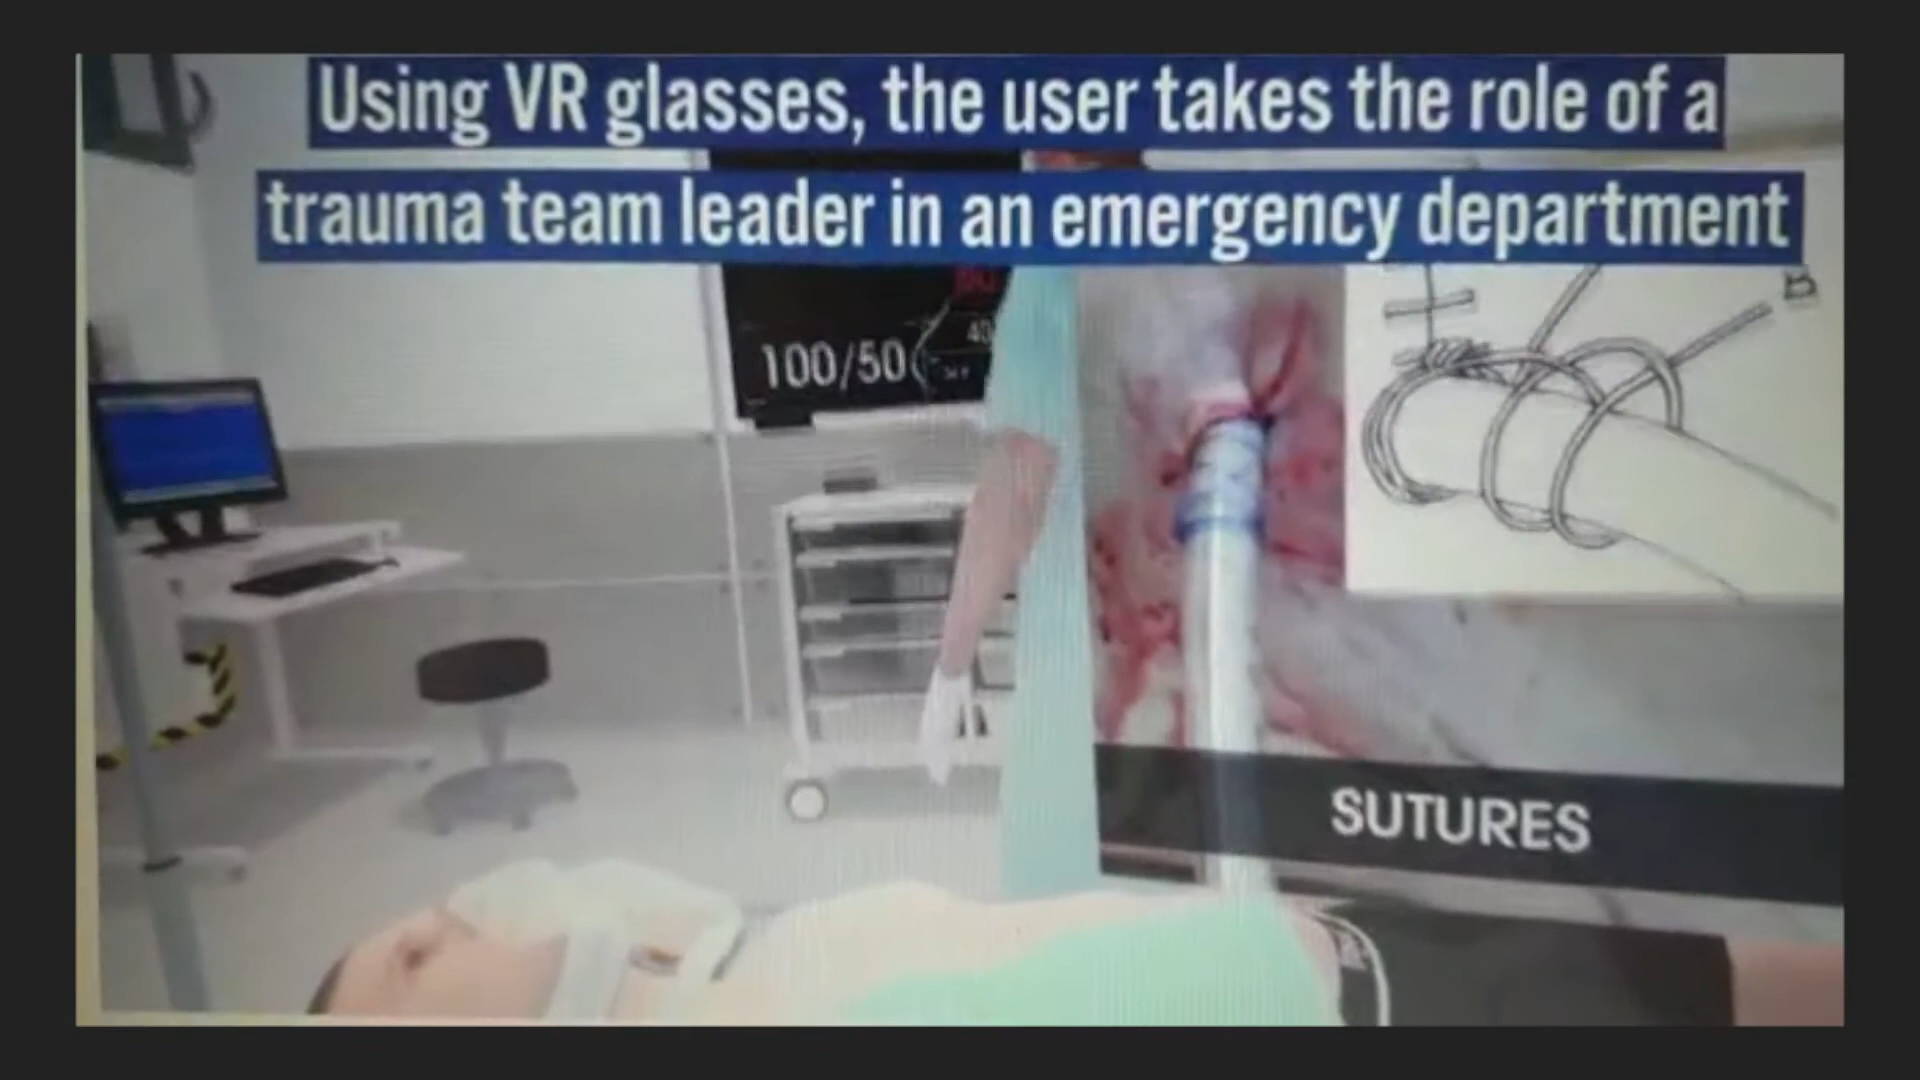 Using VR glasses, the user takes the role of a
trauma team leader in an emergency department
100/50
B
SUTURES